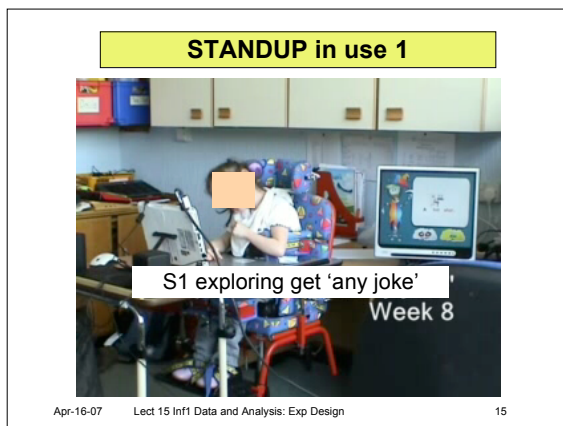 STANDUP in use 1
S1 exploring get 'any joke'
Week 8
Apr-16-07 Lect 15 Inf1 Data and Analysis: Exp Design 15